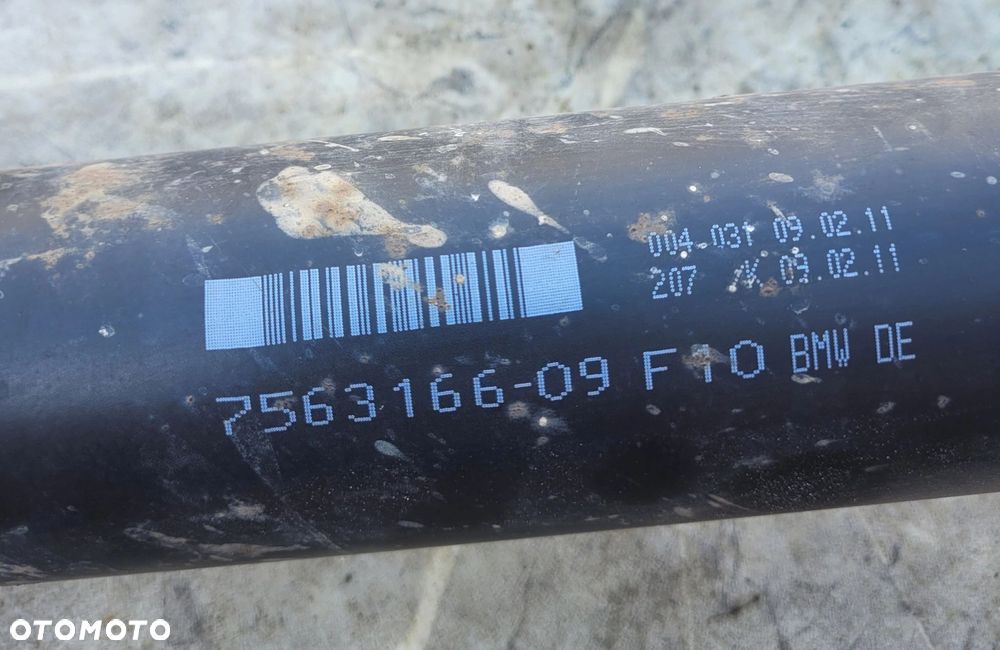 004 031 09.02.11
207 K 09.02.11
7563166-09 F10 BMW DE
OTOMOTO